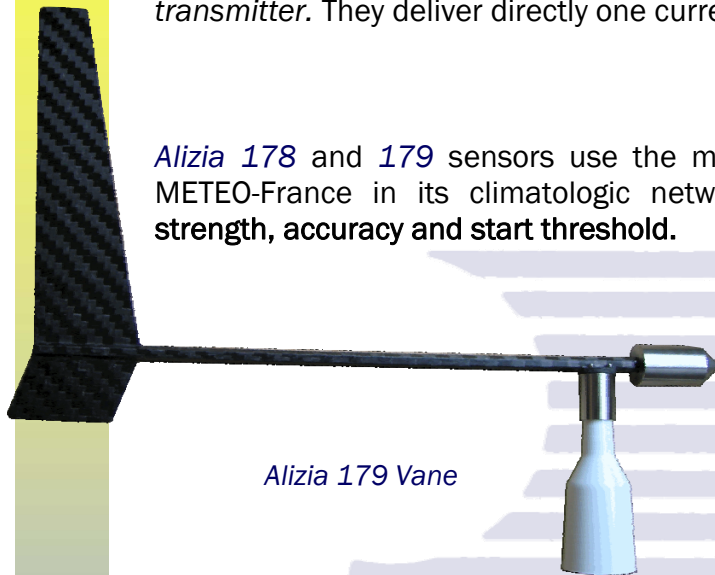 transmitter. They deliver directly one curre
Alizia 178 and 179 sensors use the m
METEO-France in its climatologic netw
strength, accuracy and start threshold.
Alizia 179 Vane